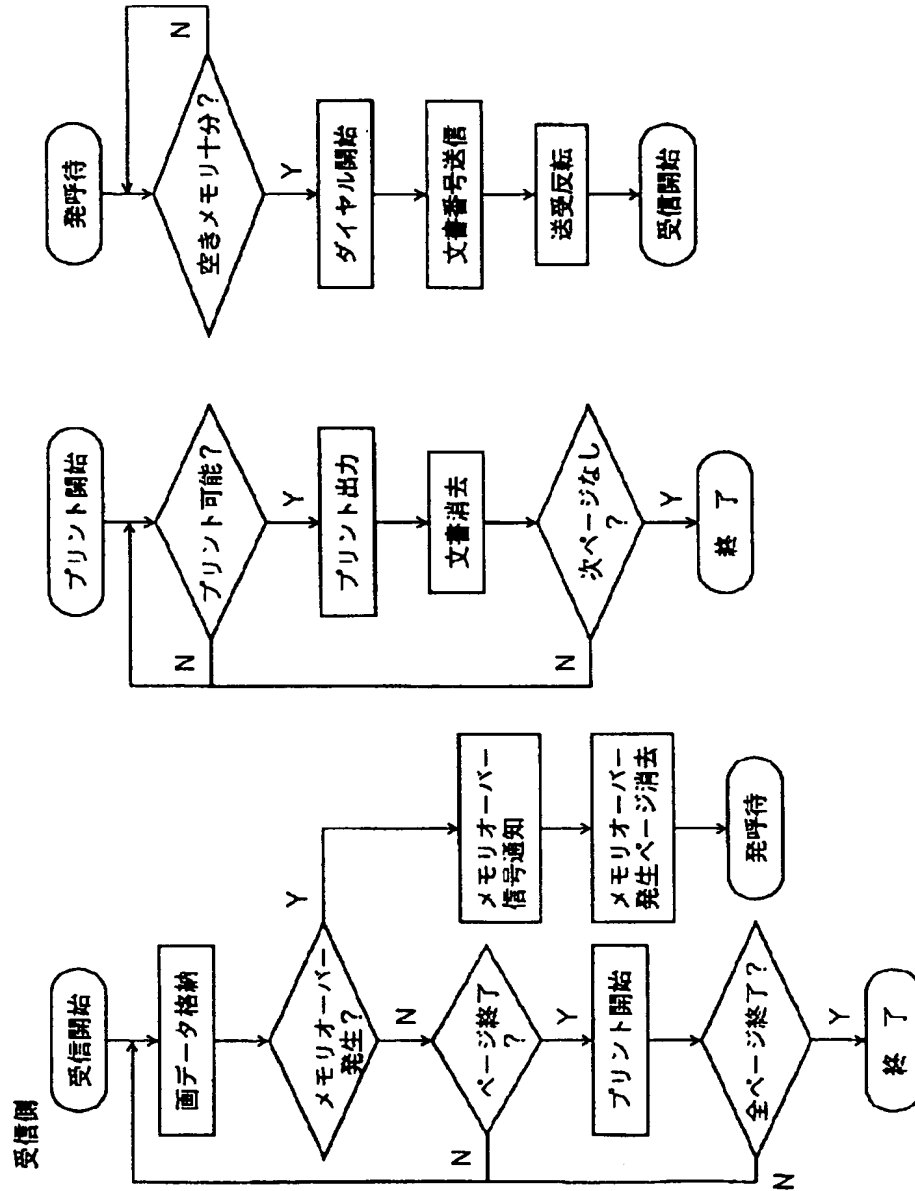 受信側
受信開始
画データ格納
メモリオーバー
発生？
Y
N
メモリオーバー
信号通知
メモリオーバー
発生ページ消去
発呼待
ページ終了
？
N
Y
プリント開始
全ページ終了？
N
Y
終 了
プリント開始
プリント可能？
N
Y
プリント出力
文書消去
次ページなし
？
N
Y
終 了
発呼待
空きメモリ十分？
N
Y
ダイヤル開始
文書番号送信
送受反転
受信開始